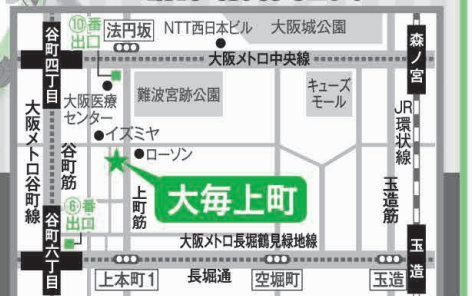 ⑩番
出口
法円坂
NTT西日本ビル
大阪城公園
谷町四丁目
大阪メトロ中央線
森ノ宮
大阪医療
センター
難波宮跡公園
キューズ
モール
大阪メトロ谷町線
谷町筋
イズミヤ
ローソン
JR環状線
大毎上町
上町筋
玉造筋
⑥番
出口
大阪メトロ長堀鶴見緑地線
谷町六丁目
玉造
上本町1
長堀通
空堀町
玉造